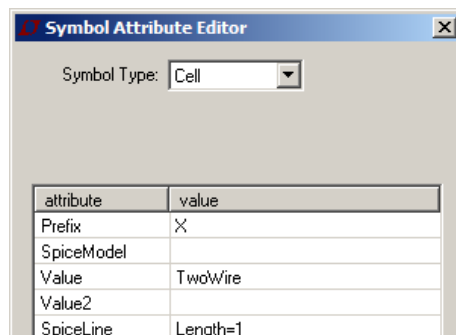 Symbol Attribute Editor
Symbol Type: Cell
attribute value
Prefix X
SpiceModel
Value TwoWire
Value2
SpiceLine Length=1